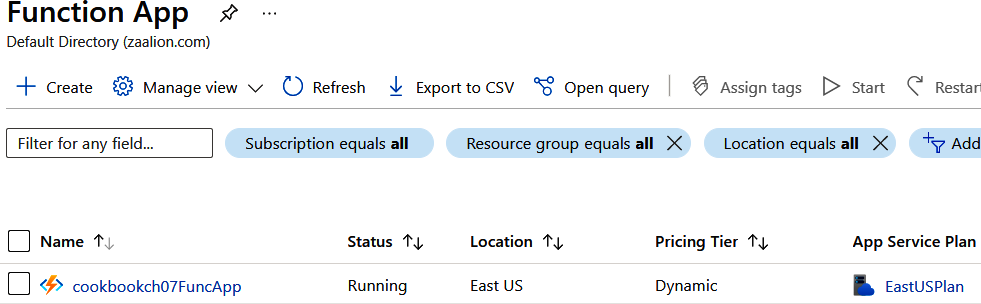 Function App
Default Directory (zaalion.com)
Create Manage view Refresh Export to CSV Open query Assign tags Start Restart
Filter for any field... Subscription equals all Resource group equals all Location equals all Add
Name Status Location Pricing Tier App Service Plan
cookbookch07FuncApp Running East US Dynamic EastUSPlan